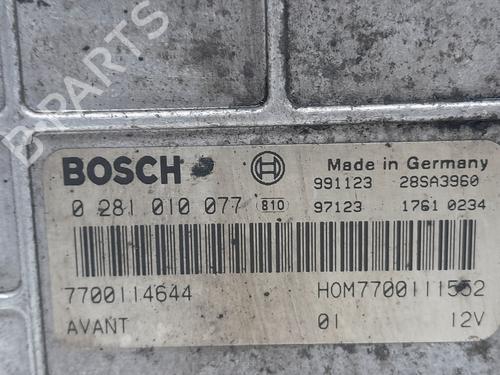 B-PARTS
BOSCH
Made in Germany
0 281 010 077 810
991123 28SA3960
97123 1761 0234
7700114644 HOM7700111552
AVANT 01 12V